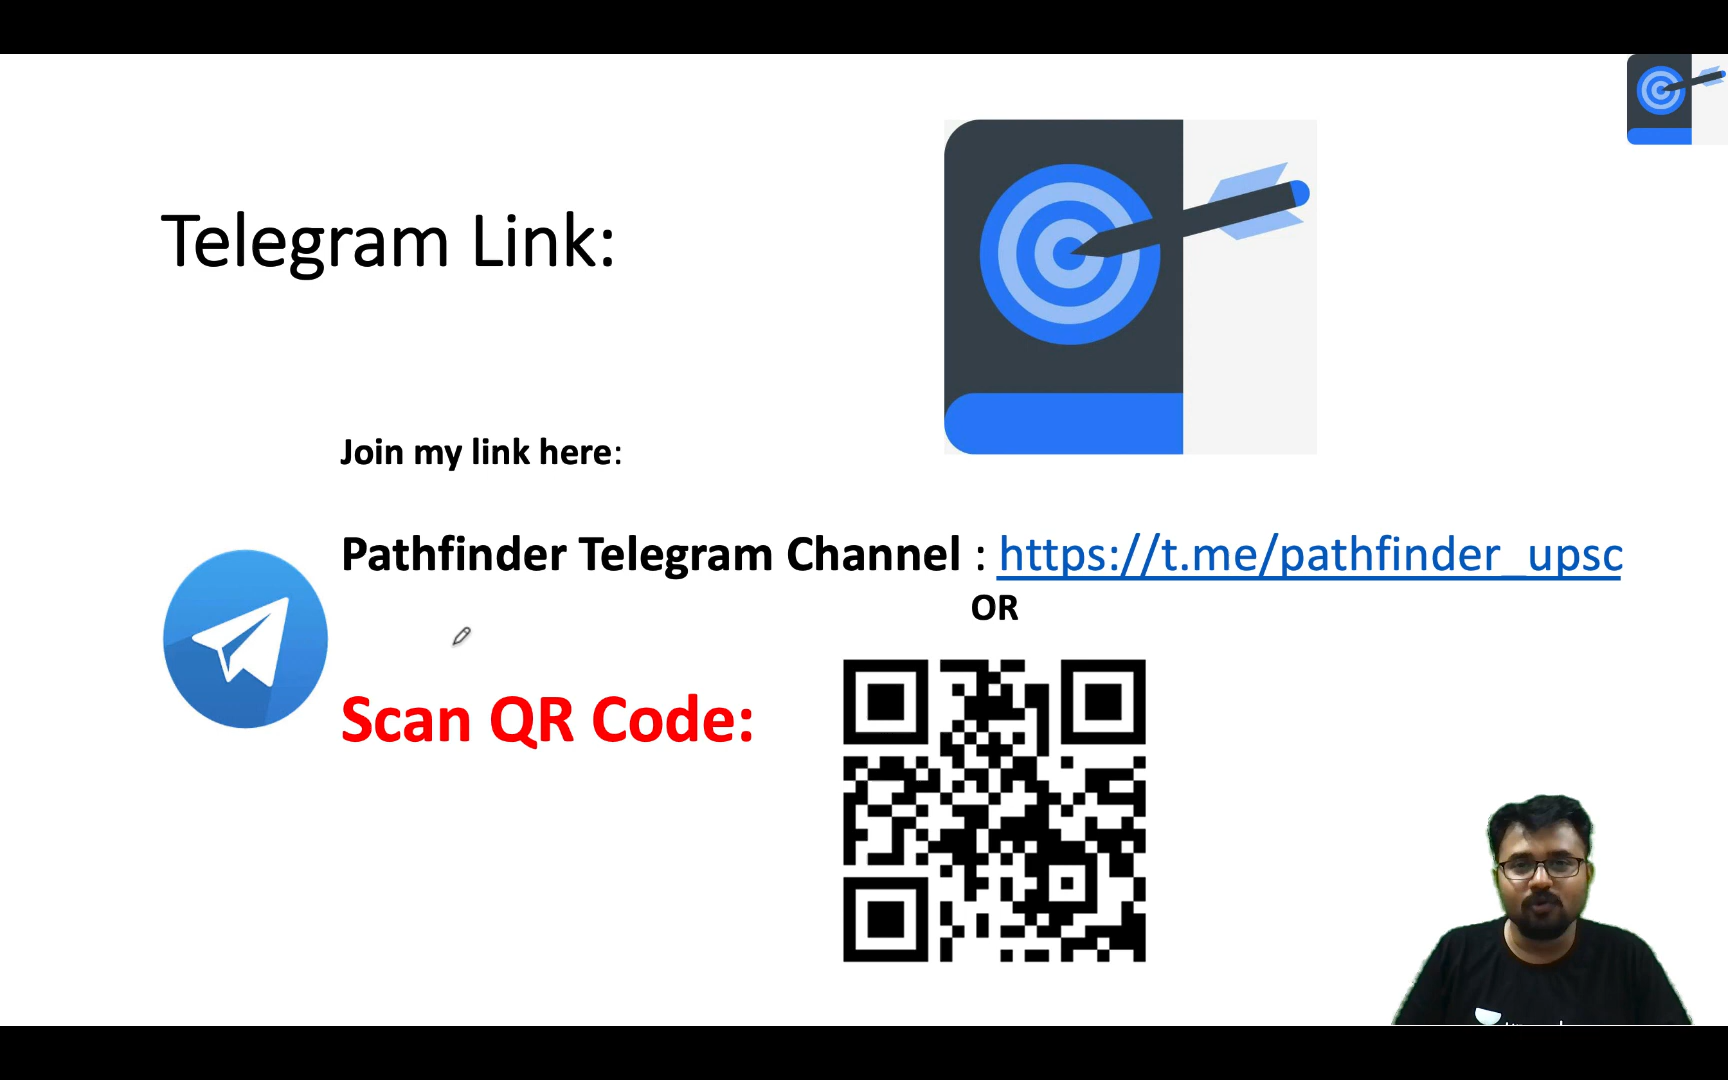 Telegram Link:
Join my link here:
Pathfinder Telegram Channel : https://t.me/pathfinder_upsc
OR
Scan QR Code: